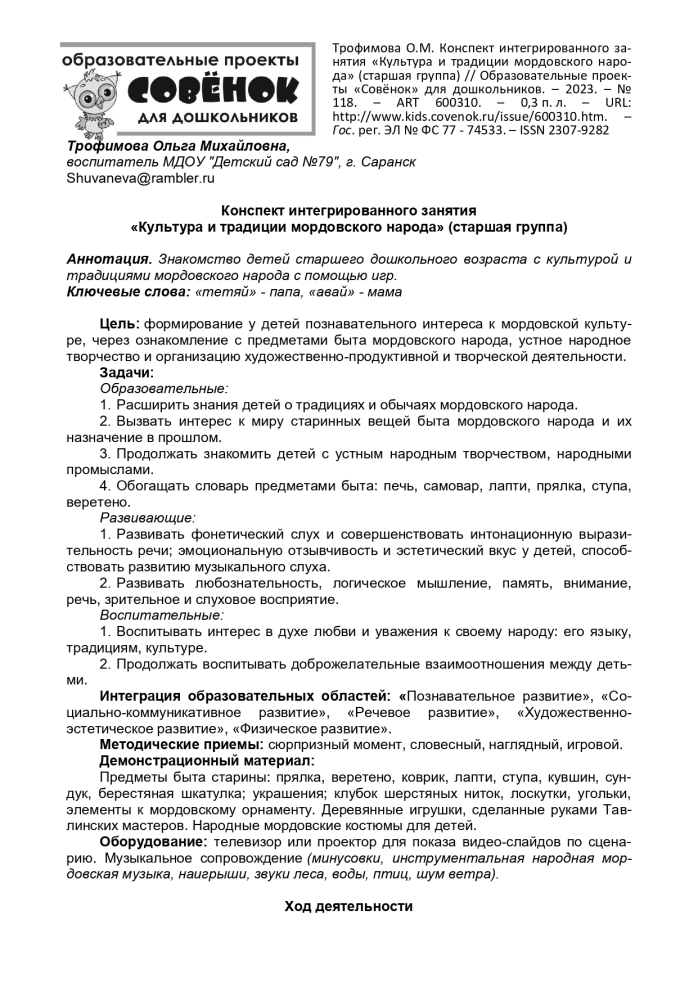 образовательные проекты
СОВЁНОК
для дошкольников
Трофимова О.М. Конспект интегрированного за-
нятия «Культура и традиции мордовского наро-
да» (старшая группа) // Образовательные проек-
ты «Совёнок» для дошкольников. – 2023. – №
118. – ART 600310. – 0,3 п. л. – URL:
http://www.kids.covenok.ru/issue/600310.htm. –
Гос. рег. ЭЛ № ФС 77 - 74533. – ISSN 2307-9282
Трофимова Ольга Михайловна,
воспитатель МДОУ "Детский сад №79", г. Саранск
Shuvaneva@rambler.ru
Конспект интегрированного занятия
«Культура и традиции мордовского народа» (старшая группа)
Аннотация. Знакомство детей старшего дошкольного возраста с культурой и
традициями мордовского народа с помощью игр.
Ключевые слова: «тетяй» - папа, «авай» - мама
Цель: формирование у детей познавательного интереса к мордовской культу-
ре, через ознакомление с предметами быта мордовского народа, устное народное
творчество и организацию художественно-продуктивной и творческой деятельности.
Задачи:
Образовательные:
1. Расширить знания детей о традициях и обычаях мордовского народа.
2. Вызвать интерес к миру старинных вещей быта мордовского народа и их
назначение в прошлом.
3. Продолжать знакомить детей с устным народным творчеством, народными
промыслами.
4. Обогащать словарь предметами быта: печь, самовар, лапти, прялка, ступа,
веретено.
Развивающие:
1. Развивать фонетический слух и совершенствовать интонационную вырази-
тельность речи; эмоциональную отзывчивость и эстетический вкус у детей, способ-
ствовать развитию музыкального слуха.
2. Развивать любознательность, логическое мышление, память, внимание,
речь, зрительное и слуховое восприятие.
Воспитательные:
1. Воспитывать интерес в духе любви и уважения к своему народу: его языку,
традициям, культуре.
2. Продолжать воспитывать доброжелательные взаимоотношения между деть-
ми.
Интеграция образовательных областей: «Познавательное развитие», «Со-
циально-коммуникативное развитие», «Речевое развитие», «Художественно-
эстетическое развитие», «Физическое развитие».
Методические приемы: сюрпризный момент, словесный, наглядный, игровой.
Демонстрационный материал:
Предметы быта старины: прялка, веретено, коврик, лапти, ступа, кувшин, сун-
дук, берестяная шкатулка; украшения; клубок шерстяных ниток, лоскутки, угольки,
элементы к мордовскому орнаменту. Деревянные игрушки, сделанные руками Тав-
линских мастеров. Народные мордовские костюмы для детей.
Оборудование: телевизор или проектор для показа видео-слайдов по сцена-
рию. Музыкальное сопровождение (минусовки, инструментальная народная мор-
довская музыка, наигрыши, звуки леса, воды, птиц, шум ветра).
Ход деятельности